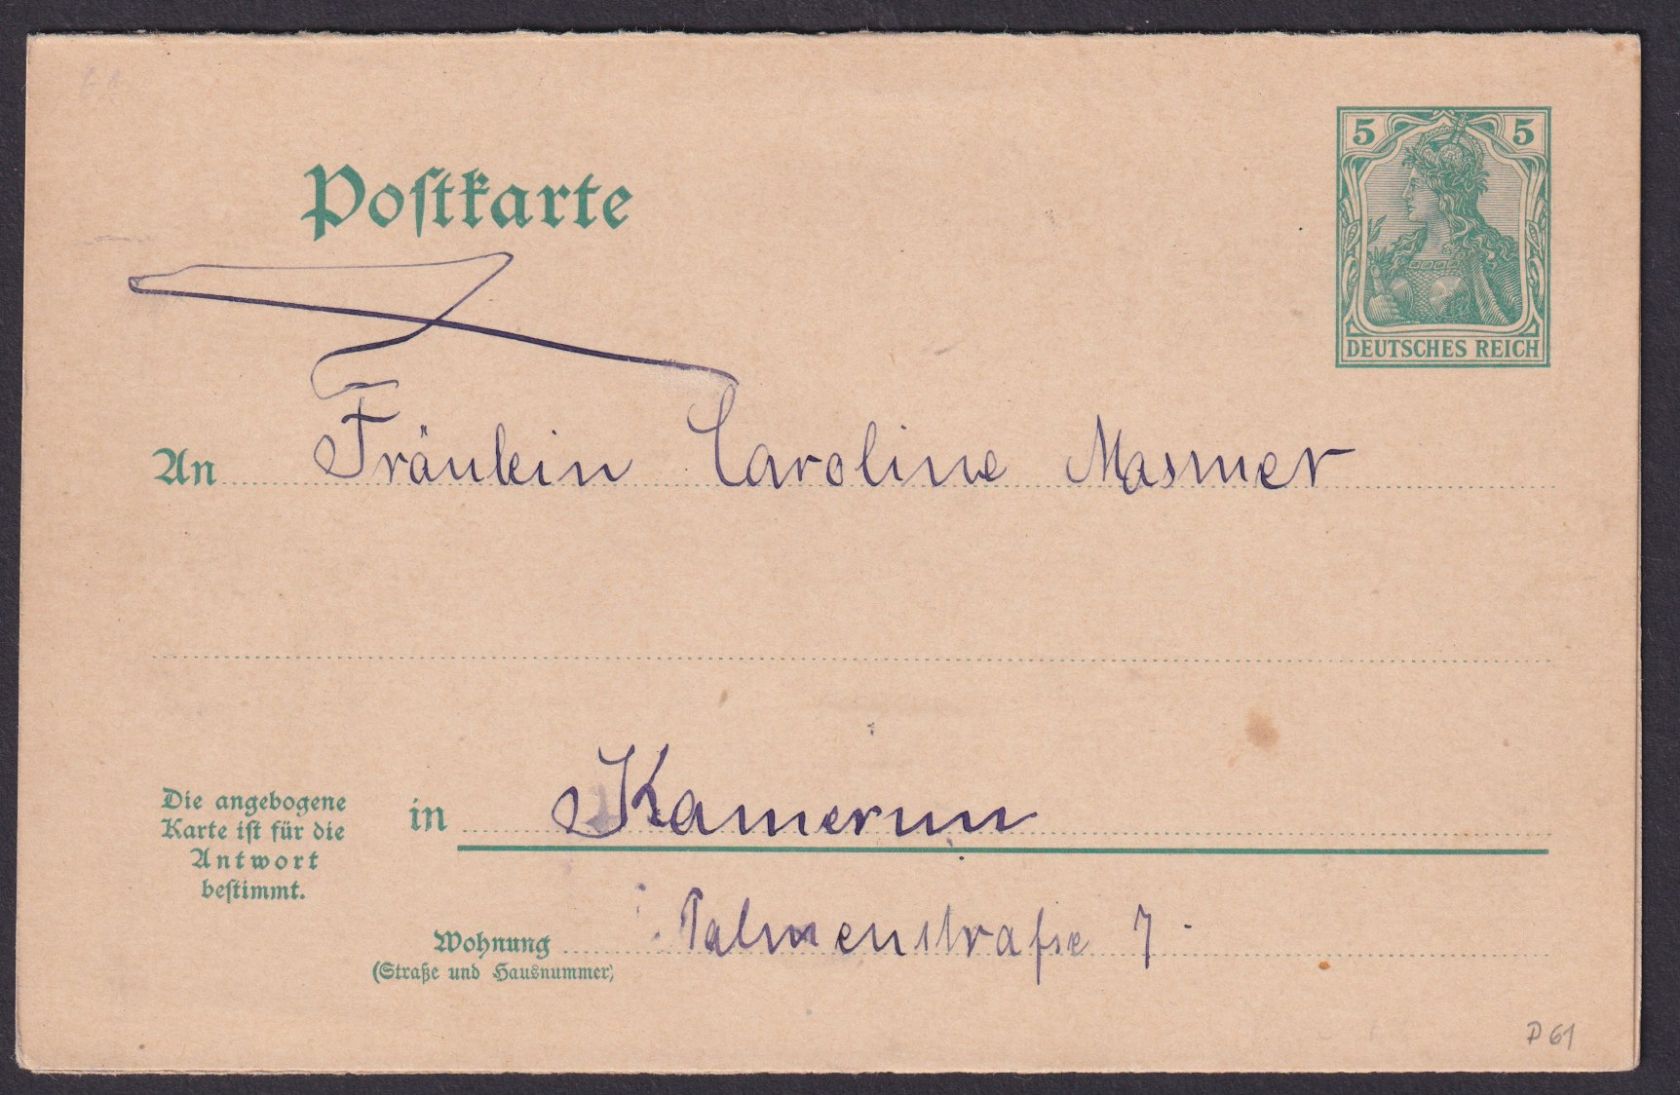 Postkarte
5 5
DEUTSCHES REICH
An Fräulein Caroline Masmer
Die angebogene
Karte ist für die
Antwort
bestimmt.
in Kamerun
Wohnung Palmenstraße 7.
(Straße und Hausnummer)
P 61